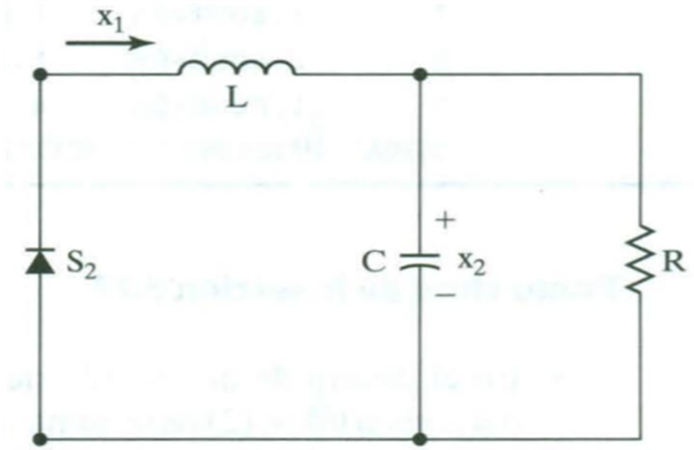 x₁
L
S₂
C
+
x₂
−
R